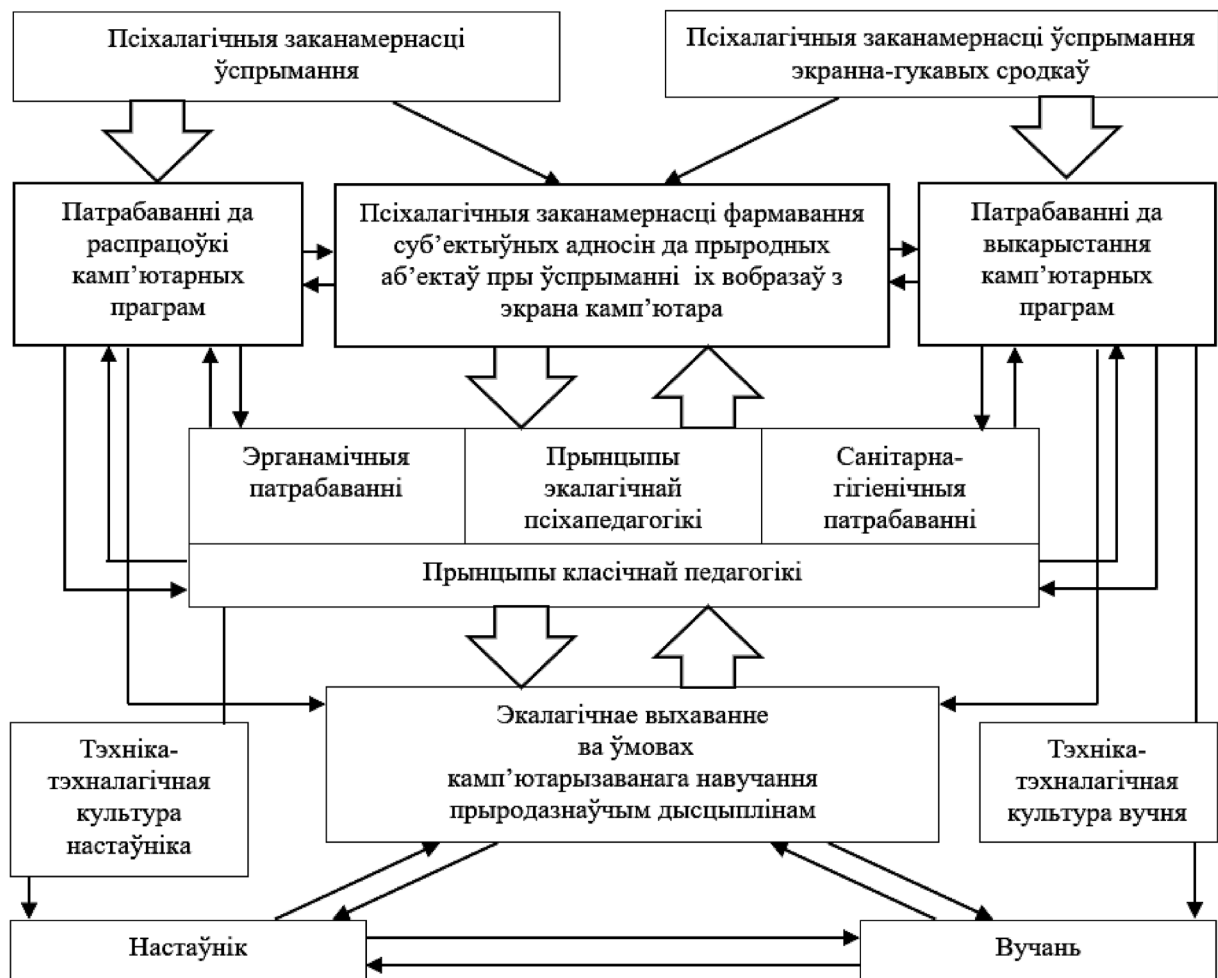 Псіхалагічныя заканамернасці
ўспрымання
Псіхалагічныя заканамернасці ўспрымання
экранна-гукавых сродкаў
Патрабаванні да
распрацоўкі
камп’ютарных
праграм
Псіхалагічныя заканамернасці фармавання
суб’ектыўных адносін да прыродных
аб’ектаў пры ўспрыманні іх вобразаў з
экрана камп’ютара
Патрабаванні да
выкарыстання
камп’ютарных
праграм
Эрганамічныя
патрабаванні
Прынцыпы
экалагічнай
псіхапедагогікі
Санітарна-
гігіенічныя
патрабаванні
Прынцыпы класічнай педагогікі
Экалагічнае выхаванне
ва ўмовах
камп’ютарызаванага навучання
прыродазнаўчым дысцыплінам
Тэхніка-
тэхналагічная
культура
настаўніка
Тэхніка-
тэхналагічная
культура вучня
Настаўнік
Вучань